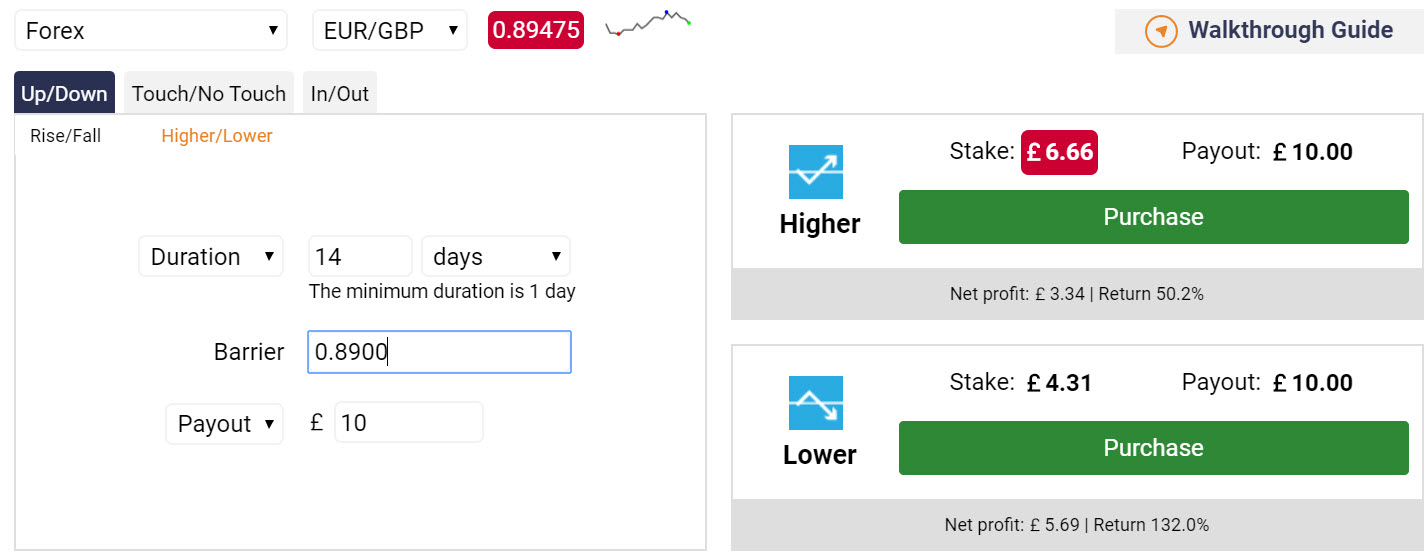 Forex EUR/GBP 0.89475 Walkthrough Guide
Up/Down Touch/No Touch In/Out
Rise/Fall Higher/Lower
Duration 14 days
The minimum duration is 1 day
Barrier 0.8900
Payout £ 10
Stake: £ 6.66 Payout: £ 10.00
Higher Purchase
Net profit: £ 3.34 | Return 50.2%
Stake: £ 4.31 Payout: £ 10.00
Lower Purchase
Net profit: £ 5.69 | Return 132.0%